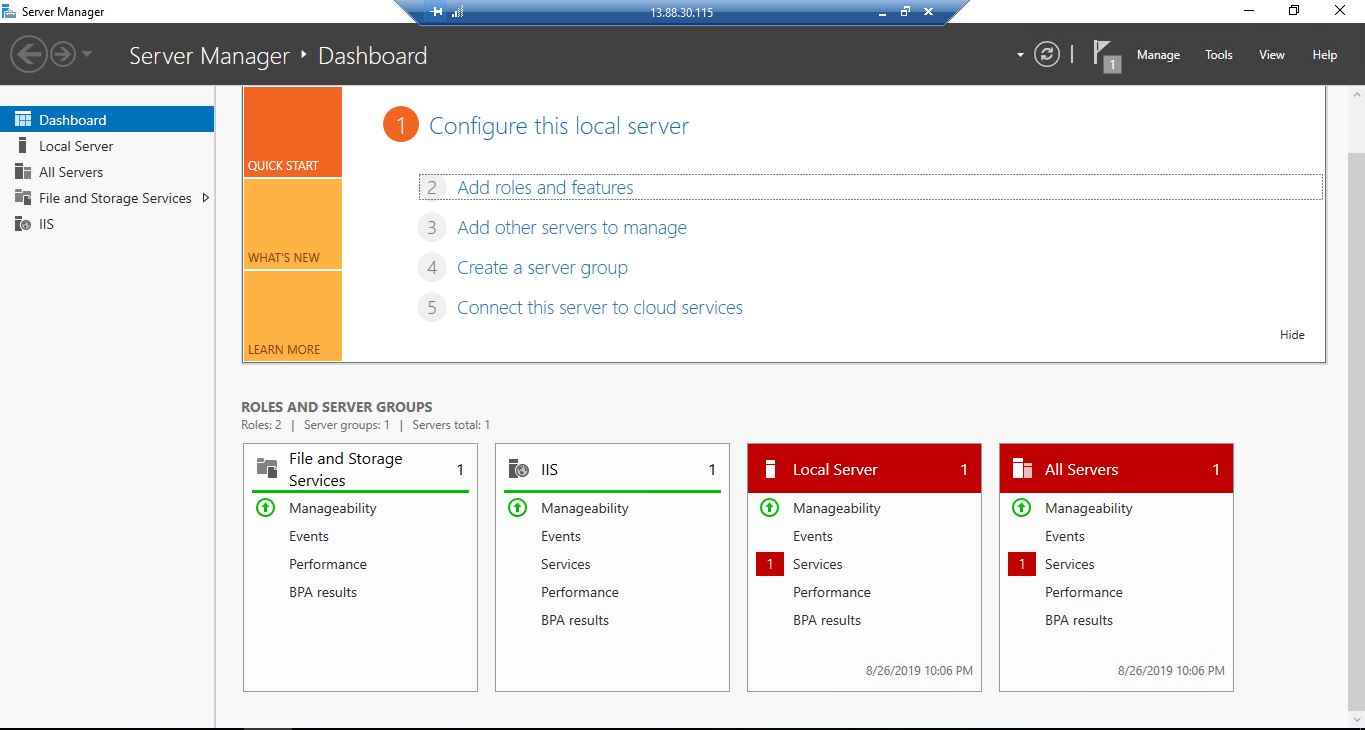 Server Manager
13.88.30.115
Server Manager Dashboard
1
Manage Tools View Help
Dashboard
Local Server
All Servers
File and Storage Services
IIS
QUICK START
WHAT'S NEW
LEARN MORE
1 Configure this local server
2 Add roles and features
3 Add other servers to manage
4 Create a server group
5 Connect this server to cloud services
Hide
ROLES AND SERVER GROUPS
Roles: 2 | Server groups: 1 | Servers total: 1
File and Storage
Services 1
Manageability
Events
Performance
BPA results
IIS 1
Manageability
Events
Services
Performance
BPA results
Local Server 1
Manageability
Events
1 Services
Performance
BPA results
8/26/2019 10:06 PM
All Servers 1
Manageability
Events
1 Services
Performance
BPA results
8/26/2019 10:06 PM